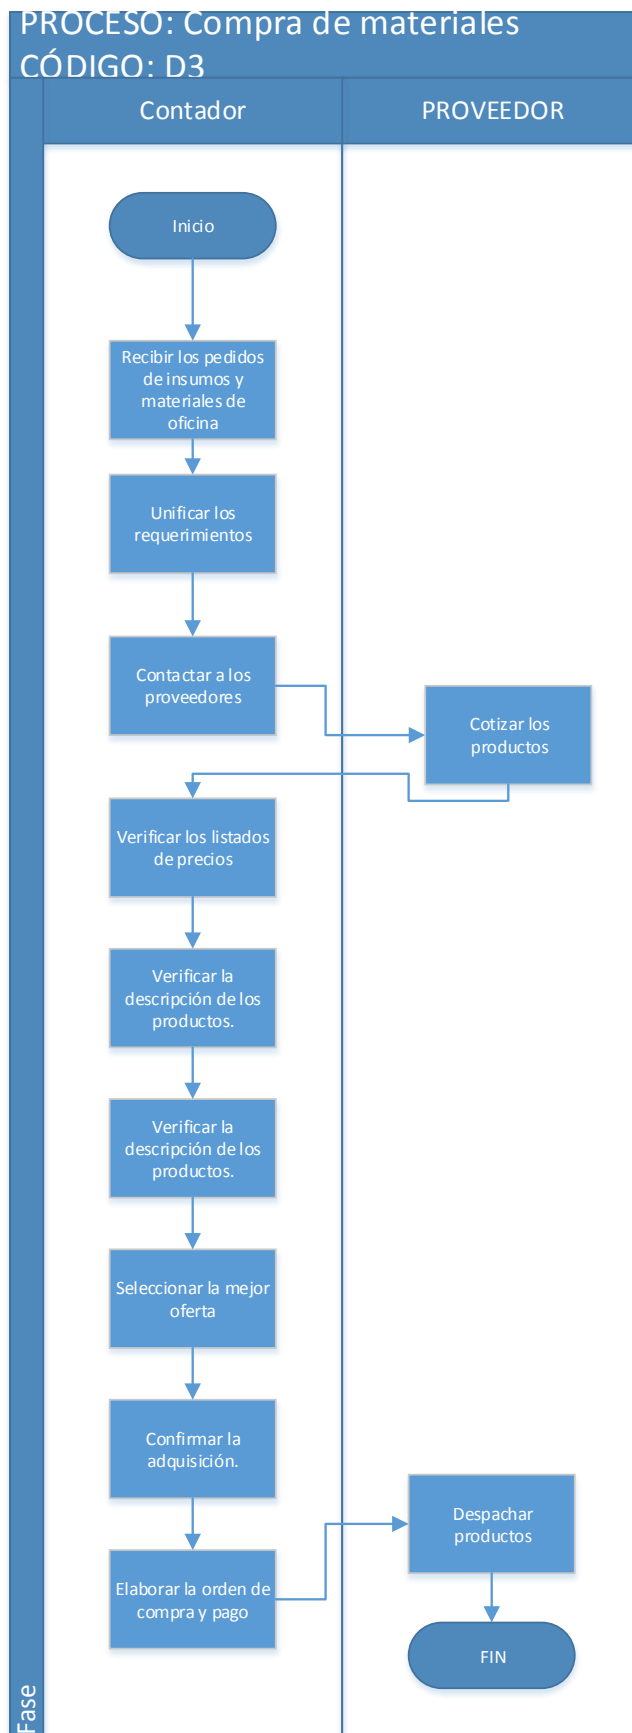 PROCESO: Compra de materiales
CÓDIGO: D3
Contador
PROVEEDOR
Inicio
Recibir los pedidos
de insumos y
materiales de
oficina
Unificar los
requerimientos
Contactar a los
proveedores
Cotizar los
productos
Verificar los listados
de precios
Verificar la
descripción de los
productos.
Verificar la
descripción de los
productos.
Seleccionar la mejor
oferta
Confirmar la
adquisición.
Despachar
productos
Elaborar la orden de
compra y pago
FIN
Fase